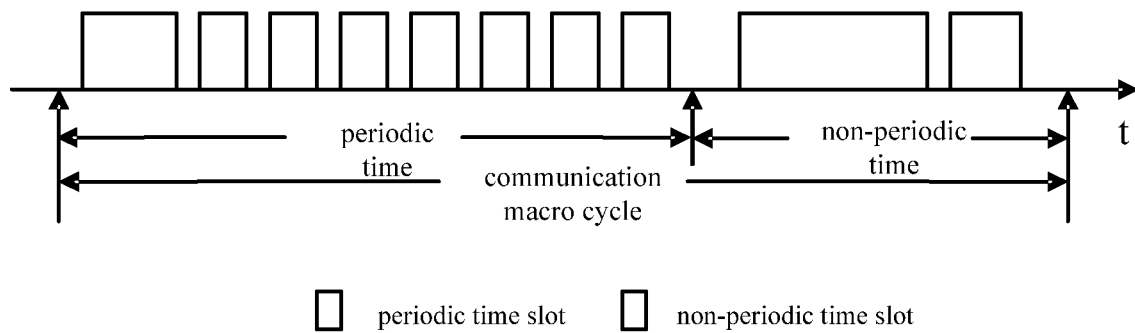 periodic
time
non-periodic
time
t
communication
macro cycle
periodic time slot
non-periodic time slot